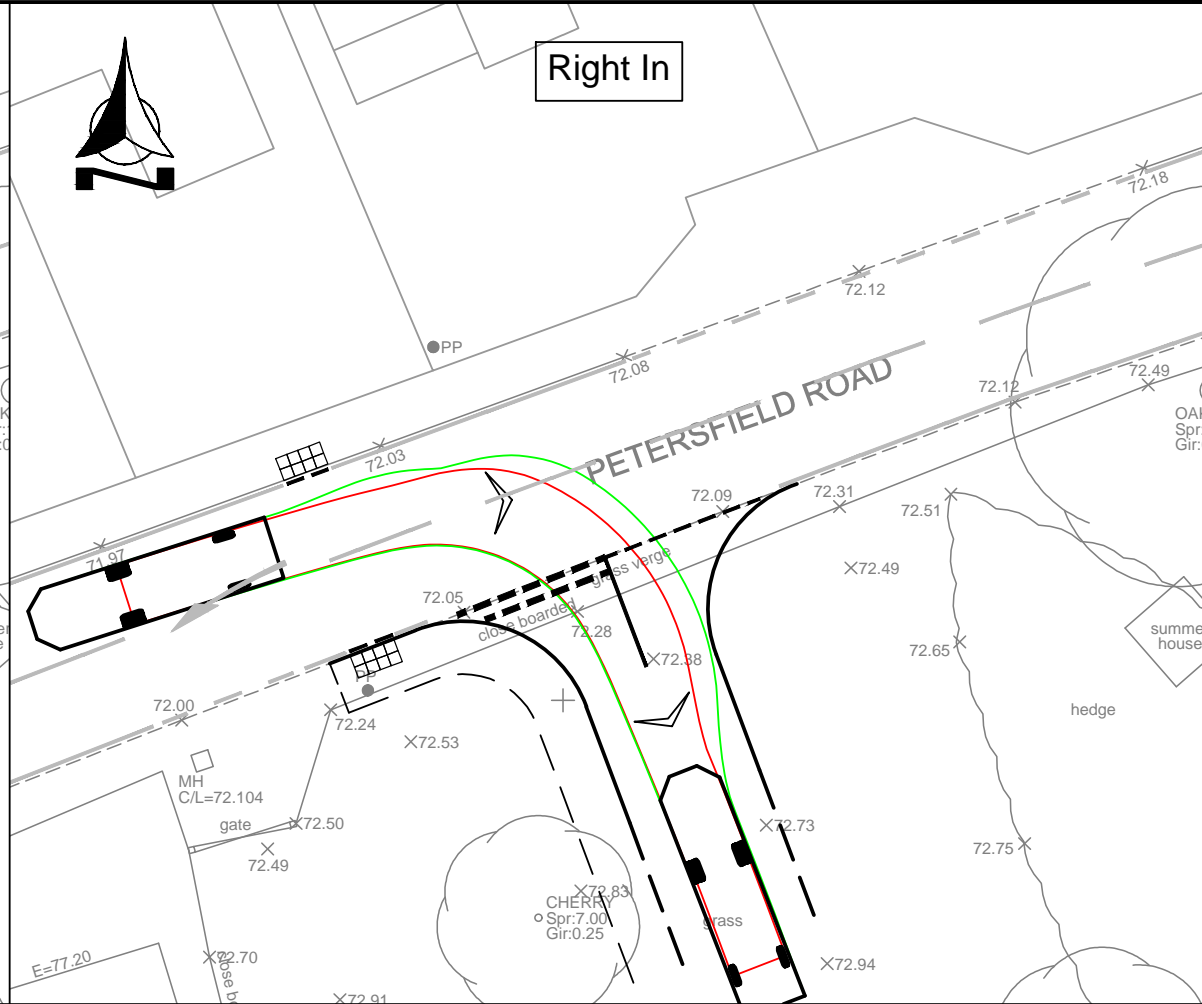 Right In
72.18
72.12
PP
72.08
PETERSFIELD ROAD
72.49
72.12
OAK
Spr:
Gir:
72.03
72.09
72.31
72.51
71.97
grass verge
72.49
72.05
close boarded
72.28
72.38
72.65
summer
house
PP
72.00
72.24
72.53
hedge
MH
C/L=72.104
gate
72.50
72.49
72.73
72.75
72.83
CHERRY
Spr:7.00
Gir:0.25
grass
72.70
E=77.20
72.94
72.91